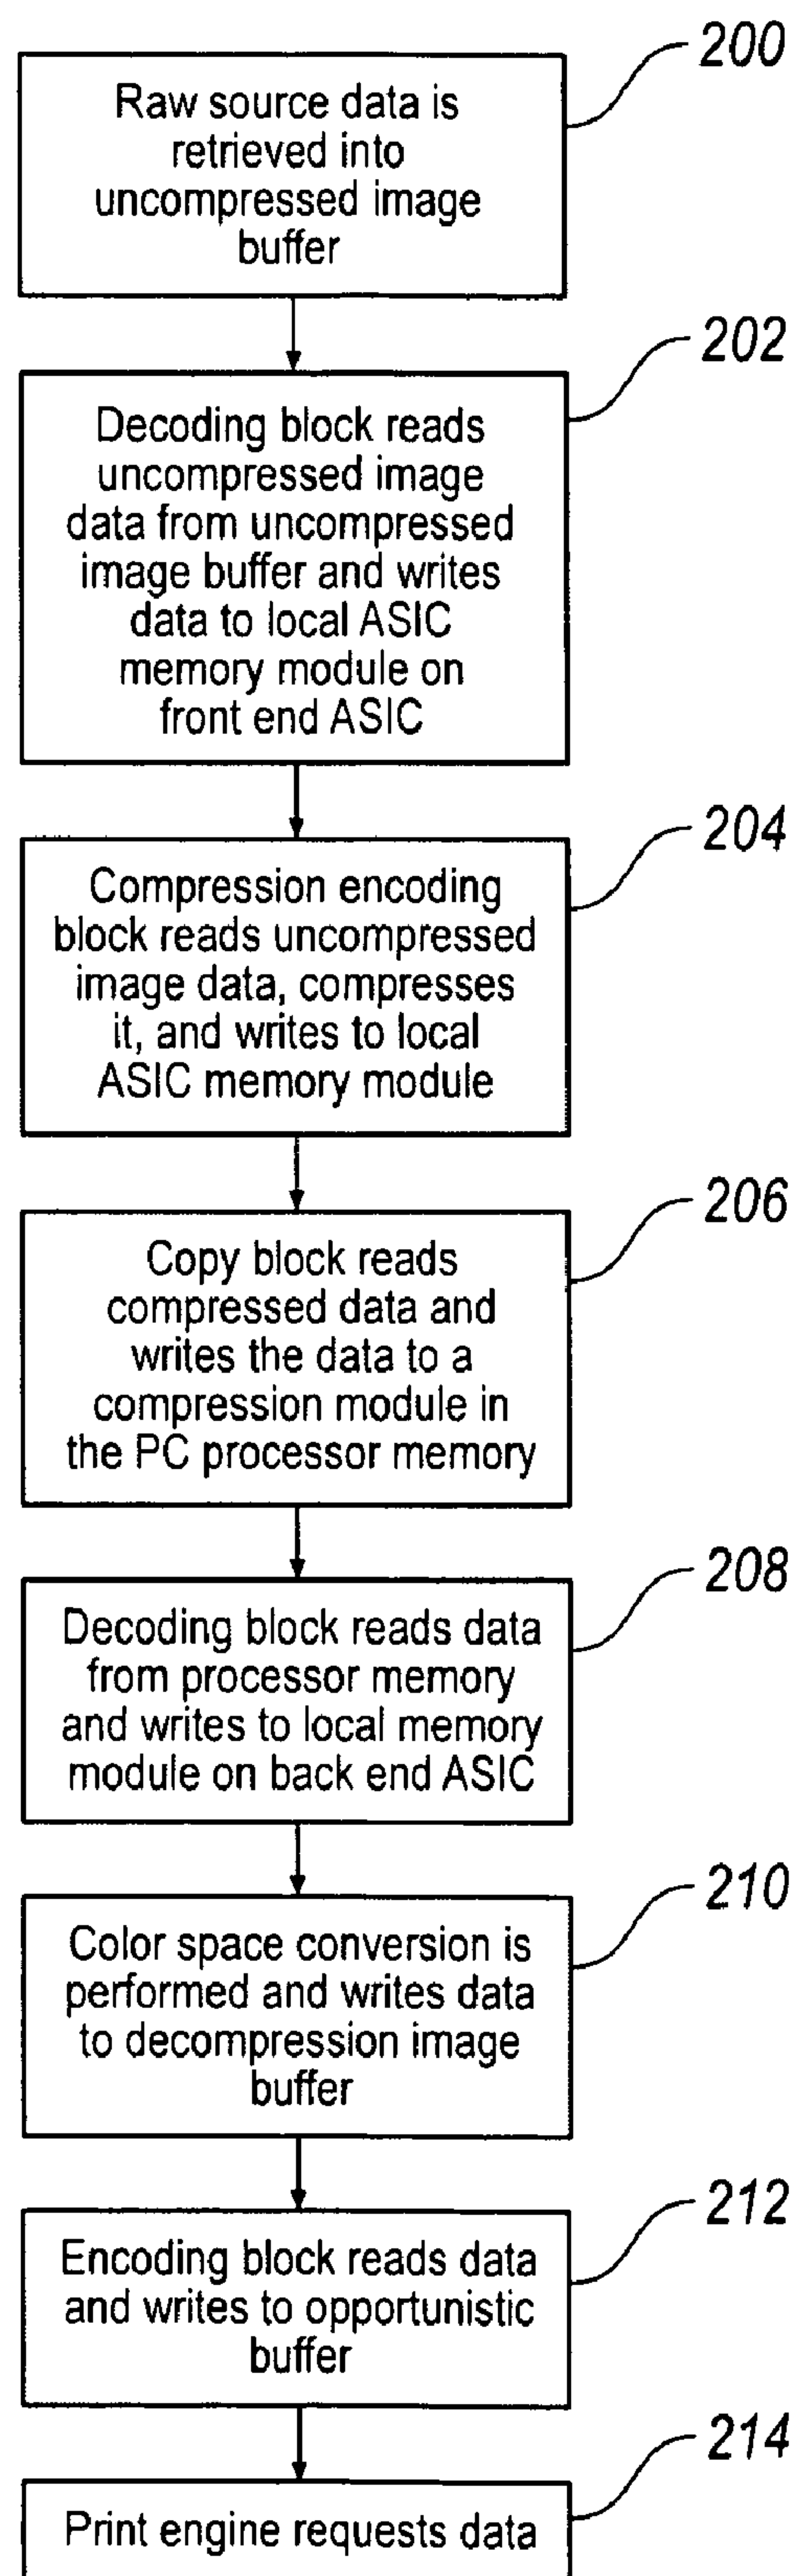 200
Raw source data is
retrieved into
uncompressed image
buffer
202
Decoding block reads
uncompressed image
data from uncompressed
image buffer and writes
data to local ASIC
memory module on
front end ASIC
204
Compression encoding
block reads uncompressed
image data, compresses
it, and writes to local
ASIC memory module
206
Copy block reads
compressed data and
writes the data to a
compression module in
the PC processor memory
208
Decoding block reads data
from processor memory
and writes to local memory
module on back end ASIC
210
Color space conversion is
performed and writes data
to decompression image
buffer
212
Encoding block reads data
and writes to opportunistic
buffer
214
Print engine requests data